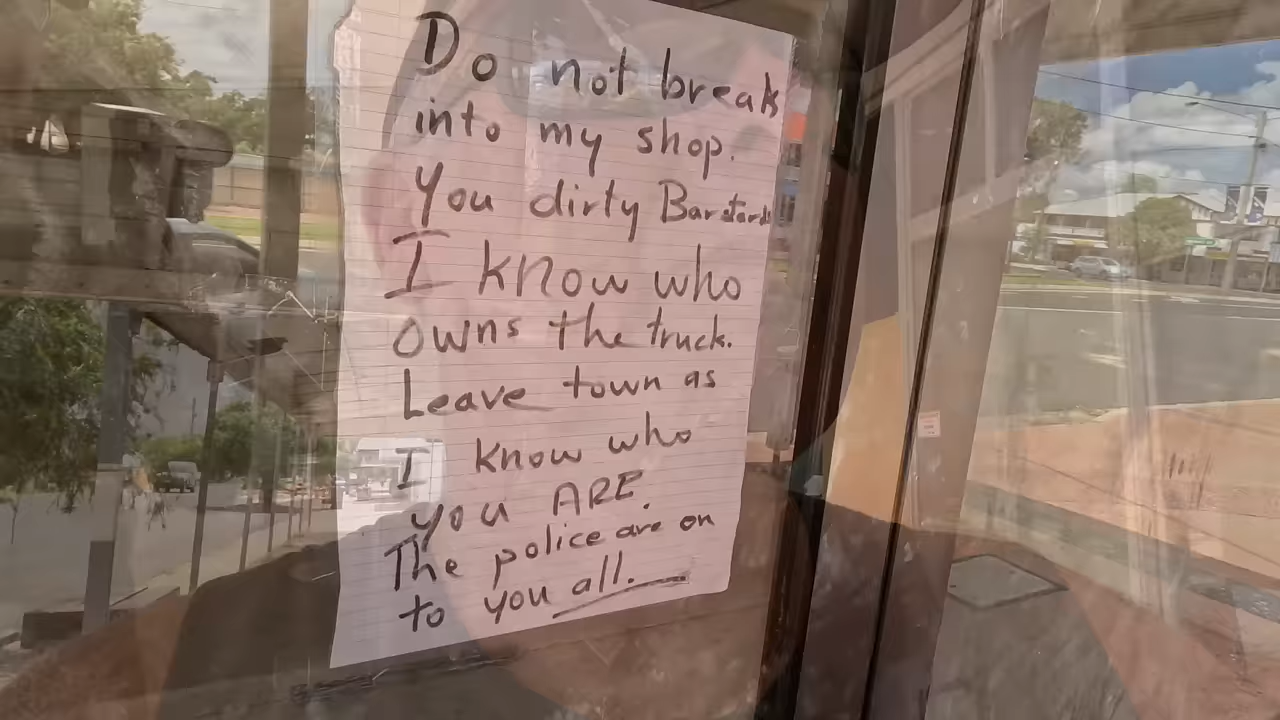 Do not break
into my shop.
You dirty Barstards
I know who
owns the truck.
Leave town as
I know who
you ARE.
The police are on
to you all.